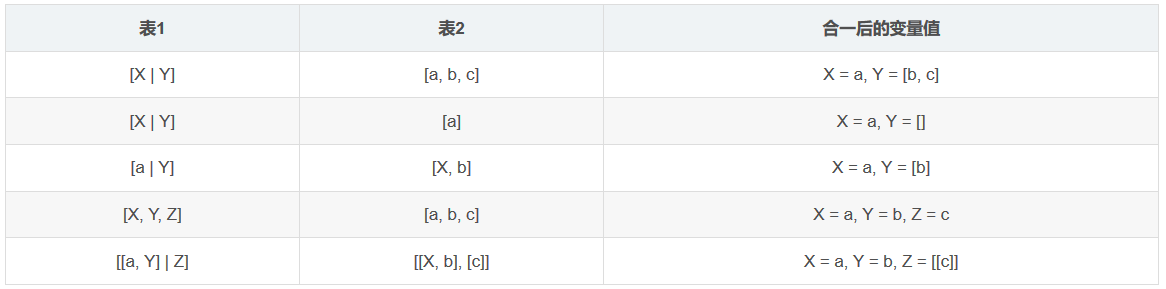 表1 表2 合一后的变量值
[X | Y] [a, b, c] X = a, Y = [b, c]
[X | Y] [a] X = a, Y = []
[a | Y] [X, b] X = a, Y = [b]
[X, Y, Z] [a, b, c] X = a, Y = b, Z = c
[[a, Y] | Z] [[X, b], [c]] X = a, Y = b, Z = [[c]]